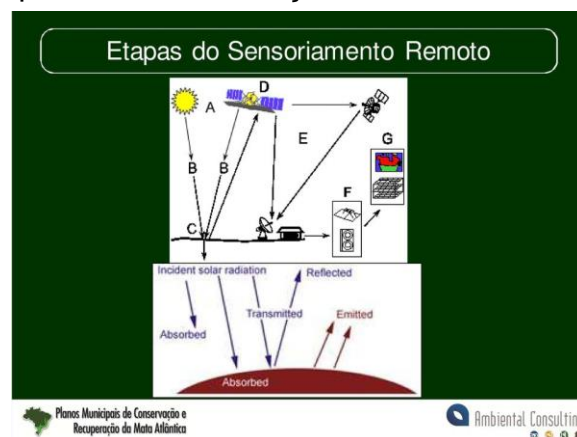 Etapas do Sensoriamento Remoto
D
A
E
G
B
B
F
C
Incident solar radiation
Reflected
Transmitted
Emitted
Absorbed
Absorbed
Planos Municipais de Conservação e
Recuperação da Mata Atlântica
Ambiental Consultin